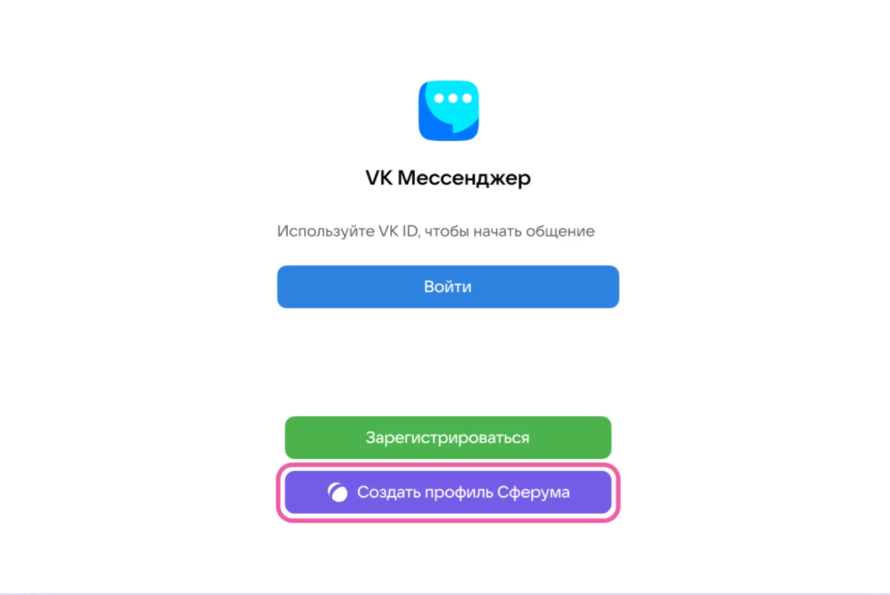 VK Мессенджер
Используйте VK ID, чтобы начать общение
Войти
Зарегистрироваться
Создать профиль Сферума